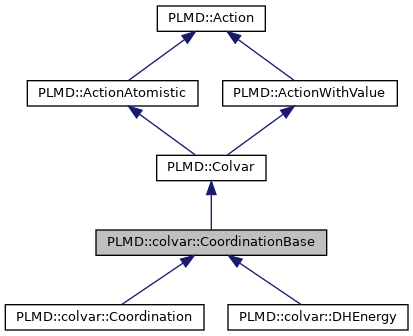 PLMD::Action
PLMD::ActionAtomistic
PLMD::ActionWithValue
PLMD::Colvar
PLMD::colvar::CoordinationBase
PLMD::colvar::Coordination
PLMD::colvar::DHEnergy